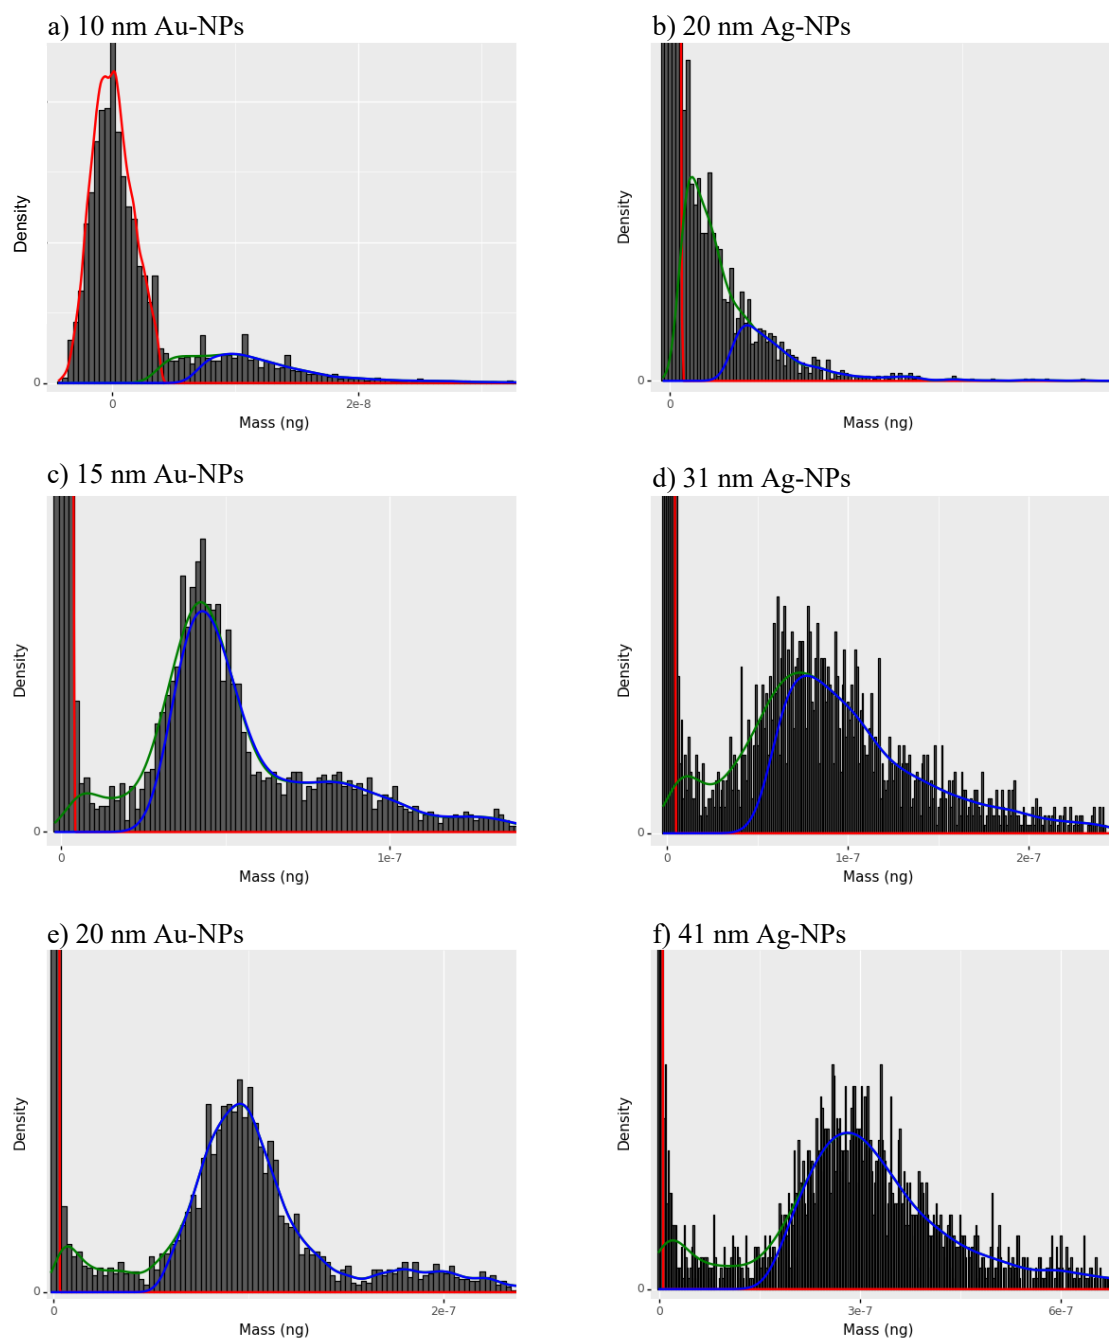 a) 10 nm Au-NPs
Density
0
0
2e-8
Mass (ng)
b) 20 nm Ag-NPs
Density
0
0
Mass (ng)
c) 15 nm Au-NPs
Density
0
0
1e-7
Mass (ng)
d) 31 nm Ag-NPs
Density
0
0
1e-7
2e-7
Mass (ng)
e) 20 nm Au-NPs
Density
0
0
2e-7
Mass (ng)
f) 41 nm Ag-NPs
Density
0
0
3e-7
6e-7
Mass (ng)